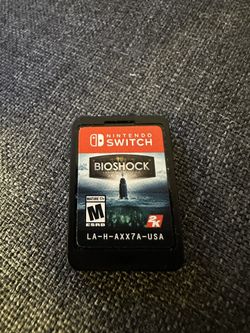 NINTENDO
SWITCH
BIOSHOCK
MATURE 17+
M
ESRB
2K
LA-H-AXX7A-USA